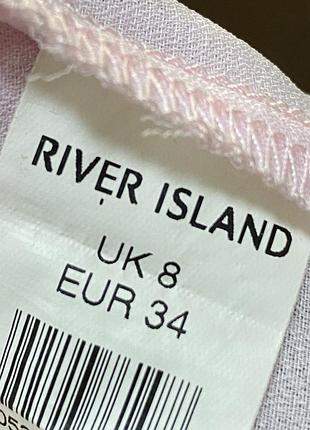 RIVER ISLAND
UK 8
EUR 34